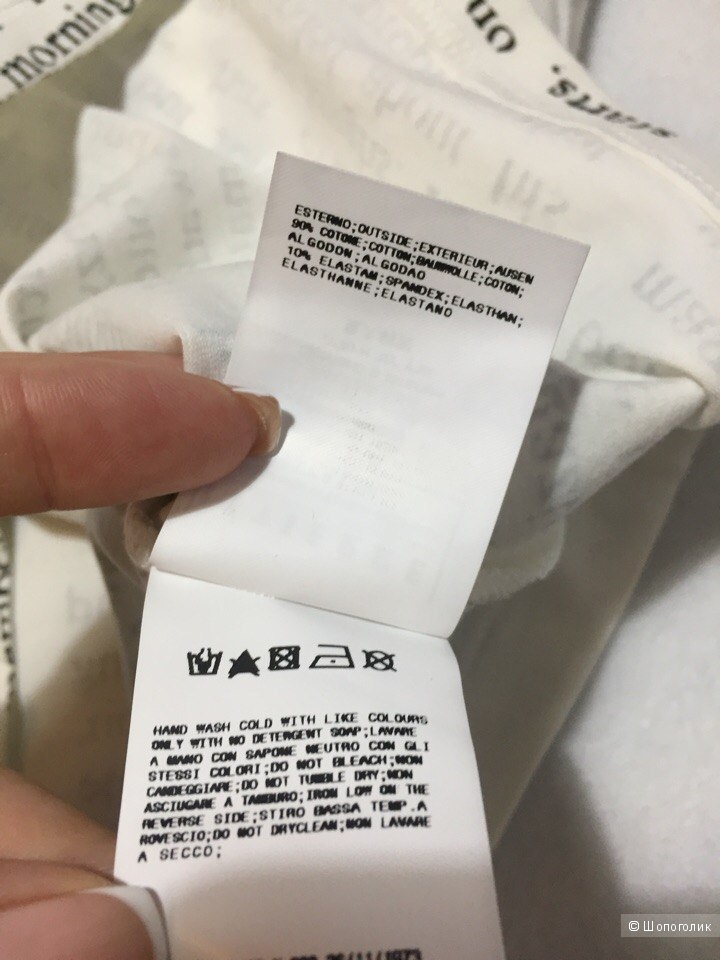 morning
on
starts,
ESTERNO;OUTSIDE;EXTERIEUR;AUSEN
90% COTONE;COTTON;BAUMWOLLE;COTON;
ALGODON;ALGODAO
10% ELASTAM;SPANDEX;ELASTHAN;
ELASTHANNE;ELASTANO
HAND WASH COLD WITH LIKE COLOURS
ONLY WITH NO DETERGENT SOAP;LAVARE
A MANO CON SAPONE NEUTRO CON GLI
STESSI COLORI;DO NOT BLEACH;NON
CANDEGGIARE;DO NOT TUMBLE DRY;NON
ASCIUGARE A TAMBURO;IRON LOW ON THE
REVERSE SIDE;STIRO BASSA TEMP.A
ROVESCIO;DO NOT DRYCLEAN;NON LAVARE
A SECCO;
© Шопоголик